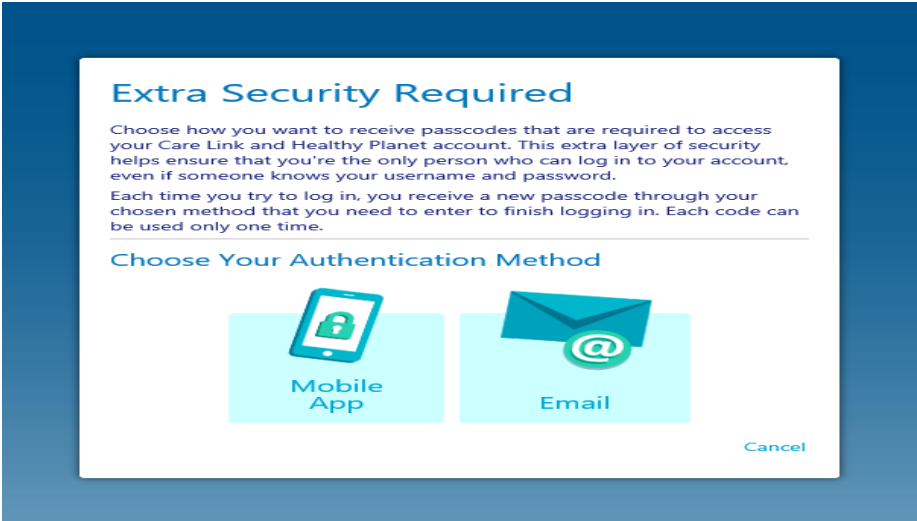 Extra Security Required
Choose how you want to receive passcodes that are required to access
your Care Link and Healthy Planet account. This extra layer of security
helps ensure that you're the only person who can log in to your account,
even if someone knows your username and password.
Each time you try to log in, you receive a new passcode through your
chosen method that you need to enter to finish logging in. Each code can
be used only one time.
Choose Your Authentication Method
@
Mobile
App
Email
Cancel